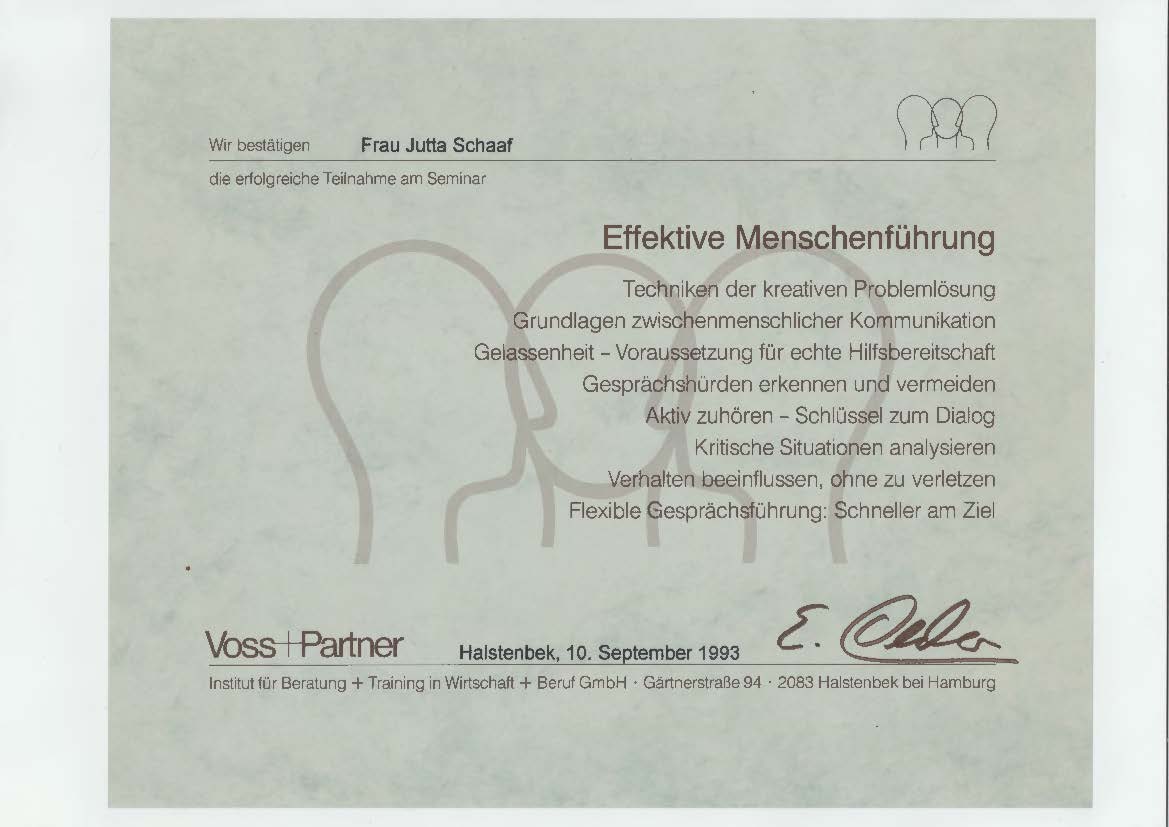 Wir bestätigen Frau Jutta Schaaf
die erfolgreiche Teilnahme am Seminar
Effektive Menschenführung
Techniken der kreativen Problemlösung
Grundlagen zwischenmenschlicher Kommunikation
Gelassenheit – Voraussetzung für echte Hilfsbereitschaft
Gesprächshürden erkennen und vermeiden
Aktiv zuhören – Schlüssel zum Dialog
Kritische Situationen analysieren
Verhalten beeinflussen, ohne zu verletzen
Flexible Gesprächsführung: Schneller am Ziel
Voss+Partner Halstenbek, 10. September 1993 E.
Institut für Beratung + Training in Wirtschaft + Beruf GmbH · Gärtnerstraße 94 · 2083 Halstenbek bei Hamburg